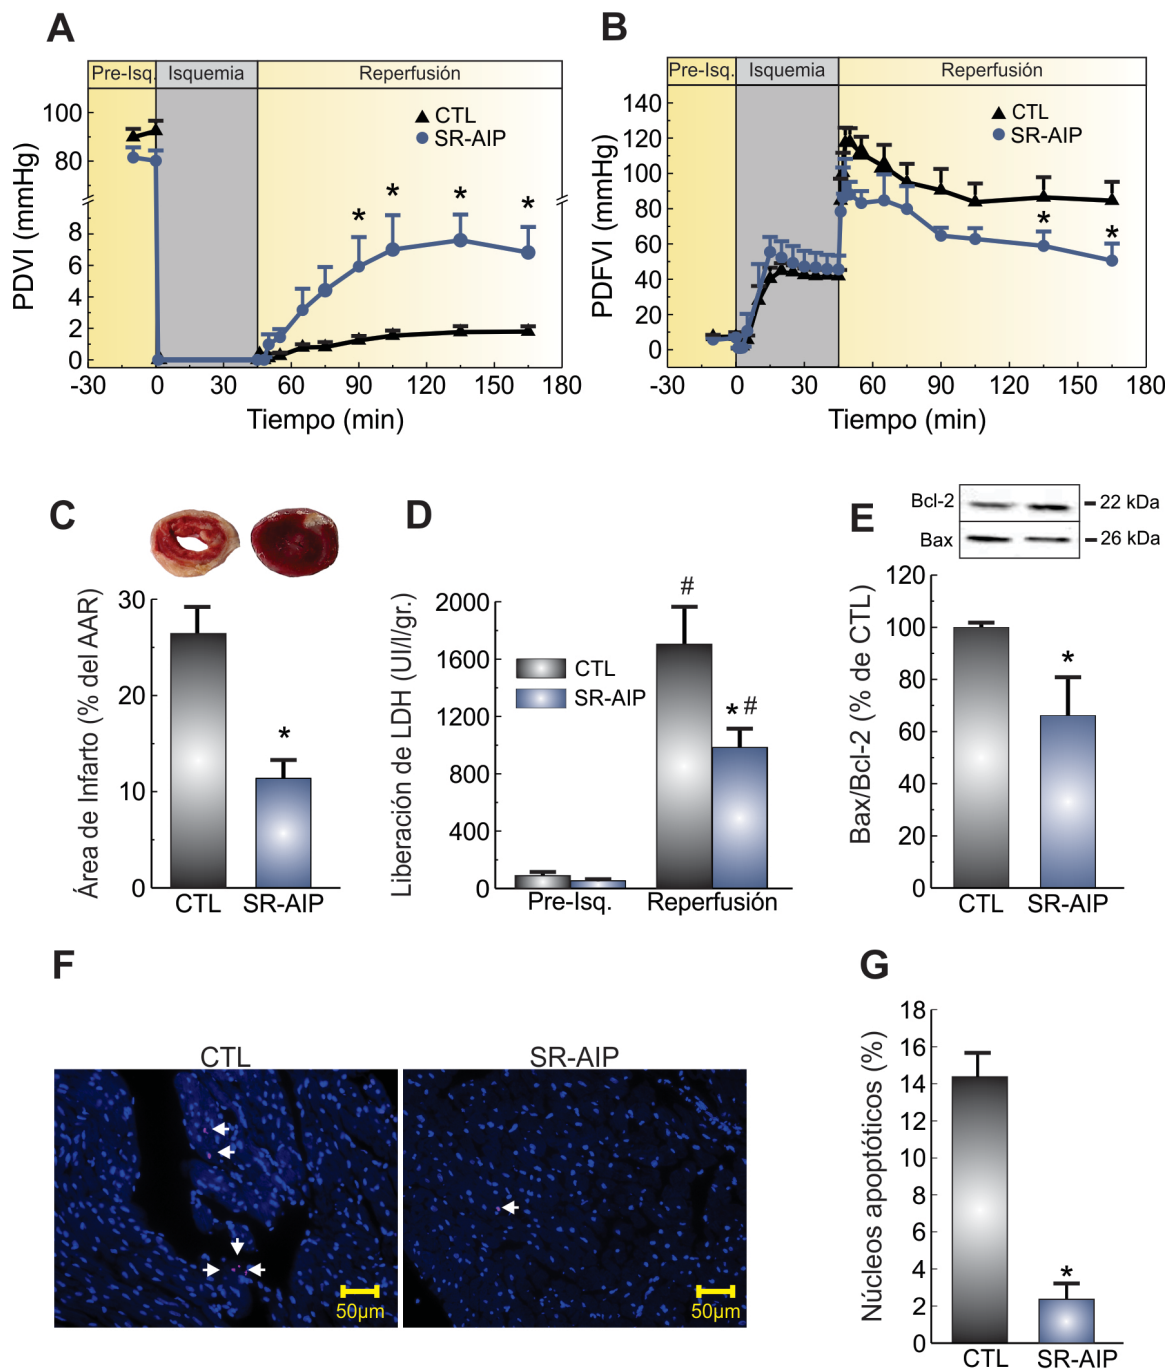 A
Pre-Isq. Isquemia Reperfusión
PDVI (mmHg)
100
80
8
6
4
2
0
CTL
SR-AIP
* * * *
-30 0 30 60 90 120 150 180
Tiempo (min)
B
Pre-Isq. Isquemia Reperfusión
PDFVI (mmHg)
140
120
100
80
60
40
20
0
CTL
SR-AIP
* *
-30 0 30 60 90 120 150 180
Tiempo (min)
C
Área de Infarto (% del AAR)
30
20
10
0
*
CTL SR-AIP
D
Liberación de LDH (UI/l/gr.)
2000
1600
1200
800
400
0
CTL
SR-AIP
#
* #
Pre-Isq. Reperfusión
E
Bcl-2 22 kDa
Bax 26 kDa
Bax/Bcl-2 (% de CTL)
120
100
80
60
40
20
0
*
CTL SR-AIP
F
CTL SR-AIP
50µm 50µm
G
Núcleos apoptóticos (%)
18
16
14
12
10
8
6
4
2
0
*
CTL SR-AIP